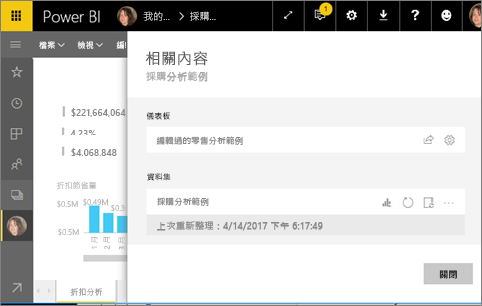 Power BI
我的...
採購...
1
檔案
檢視
相關內容
採購分析範例
$221,664,064
4.23%
$4.068.848
儀表板
編輯過的零售分析範例
折扣節省量
資料集
$0.5M
$0.49M
$0.3
採購分析範例
$0.5M
上次重新整理：4/14/2017 下午 6:17:49
1 月
2 月
折扣分析
關閉